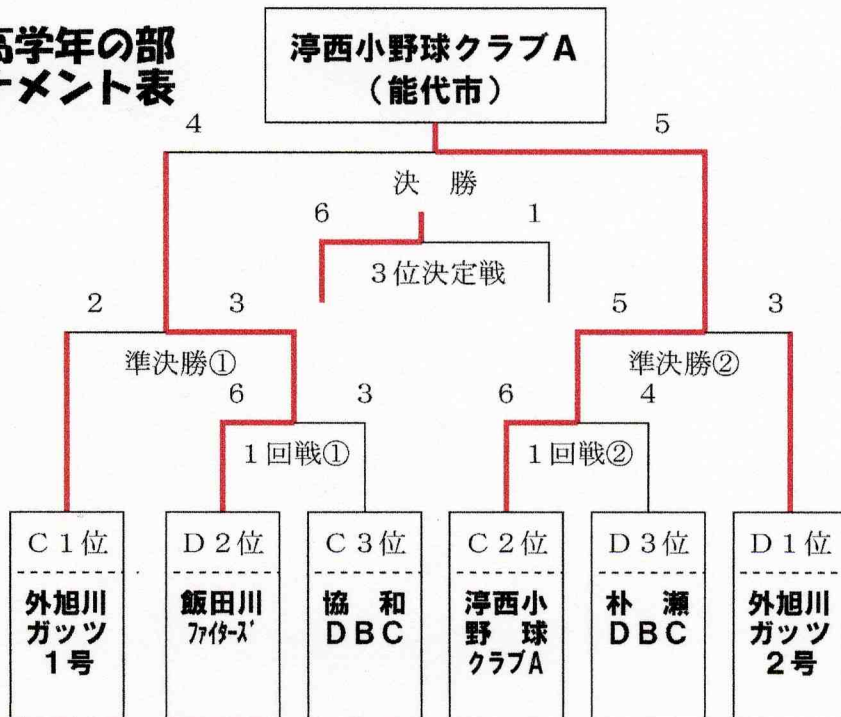 高学年の部
ナメント表
渟西小野球クラブA
(能代市)
4
5
決 勝
6
1
3位決定戦
2
3
5
3
準決勝①
準決勝②
6
3
6
4
1回戦①
1回戦②
C1位
D2位
C3位
C2位
D3位
D1位
外旭川
ガッツ
1号
飯田川
ファイターズ
協 和
DBC
渟西小
野 球
クラブA
朴 瀬
DBC
外旭川
ガッツ
2号